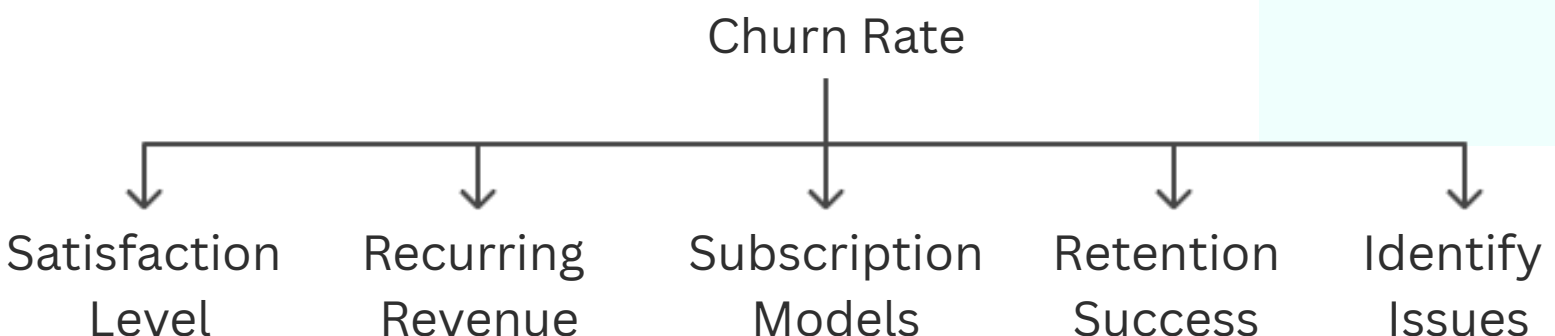 Churn Rate
Satisfaction Level
Recurring Revenue
Subscription Models
Retention Success
Identify Issues